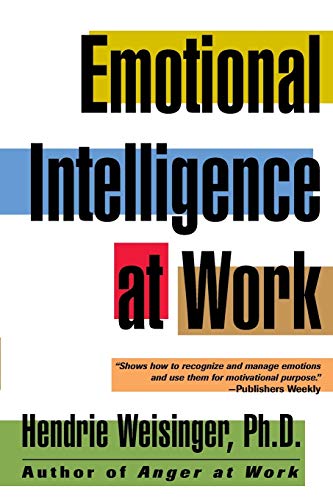 Emotional
Intelligence
at Work
“Shows how to recognize and manage emotions
and use them for motivational purpose.”
—Publishers Weekly
Hendrie Weisinger, Ph.D.
Author of Anger at Work